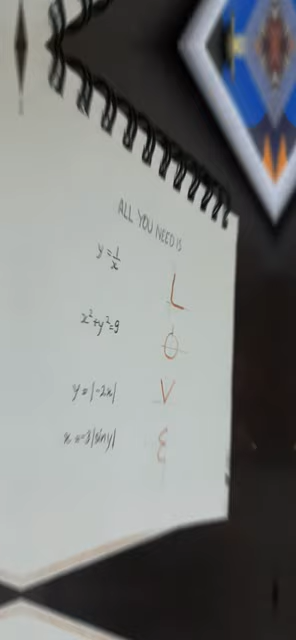 ALL YOU NEED IS
y = 1/x L
x² + y² = 9 O
y = |-2x| V
x = -3|sin y| Ɛ